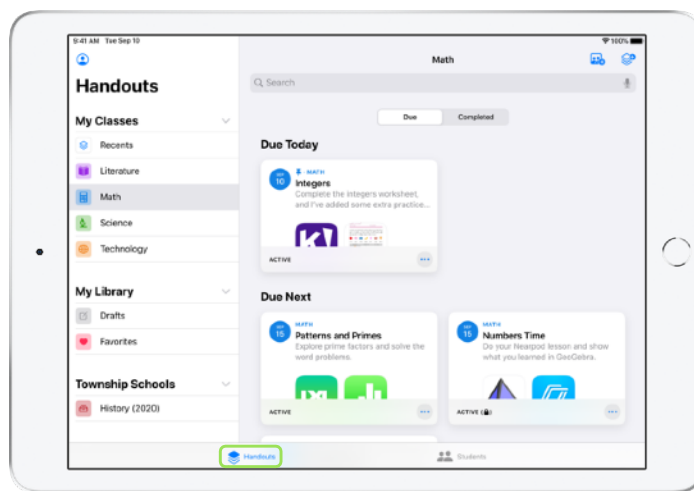 9:41 AM Tue Sep 10
100%
Handouts
My Classes
Recents
Literature
Math
Science
Technology
My Library
Drafts
Favorites
Township Schools
History (2020)
Math
Search
Due
Completed
Due Today
SEP
10
MATH
Integers
Complete the integers worksheet,
and I've added some extra practice...
K!
ACTIVE
Due Next
SEP
15
MATH
Patterns and Primes
Explore prime factors and solve the
word problems.
ACTIVE
SEP
15
MATH
Numbers Time
Do your Nearpod lesson and show
what you learned in GeoGebra.
ACTIVE
Handouts
Students